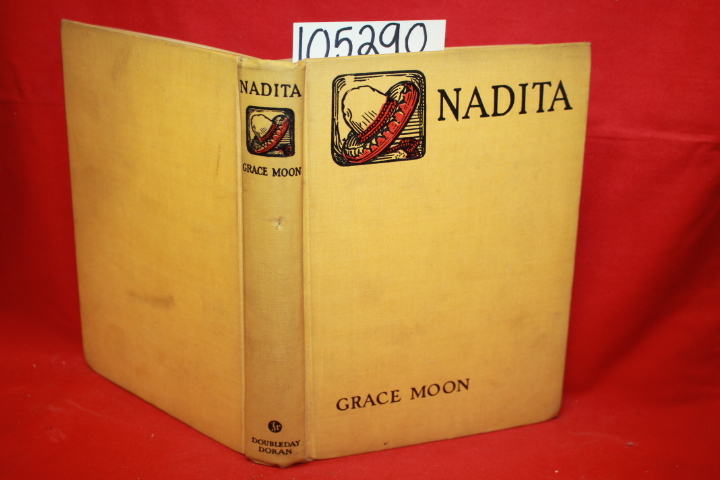 105290
NADITA
GRACE MOON
NADITA
GRACE MOON
DOUBLEDAY
DORAN